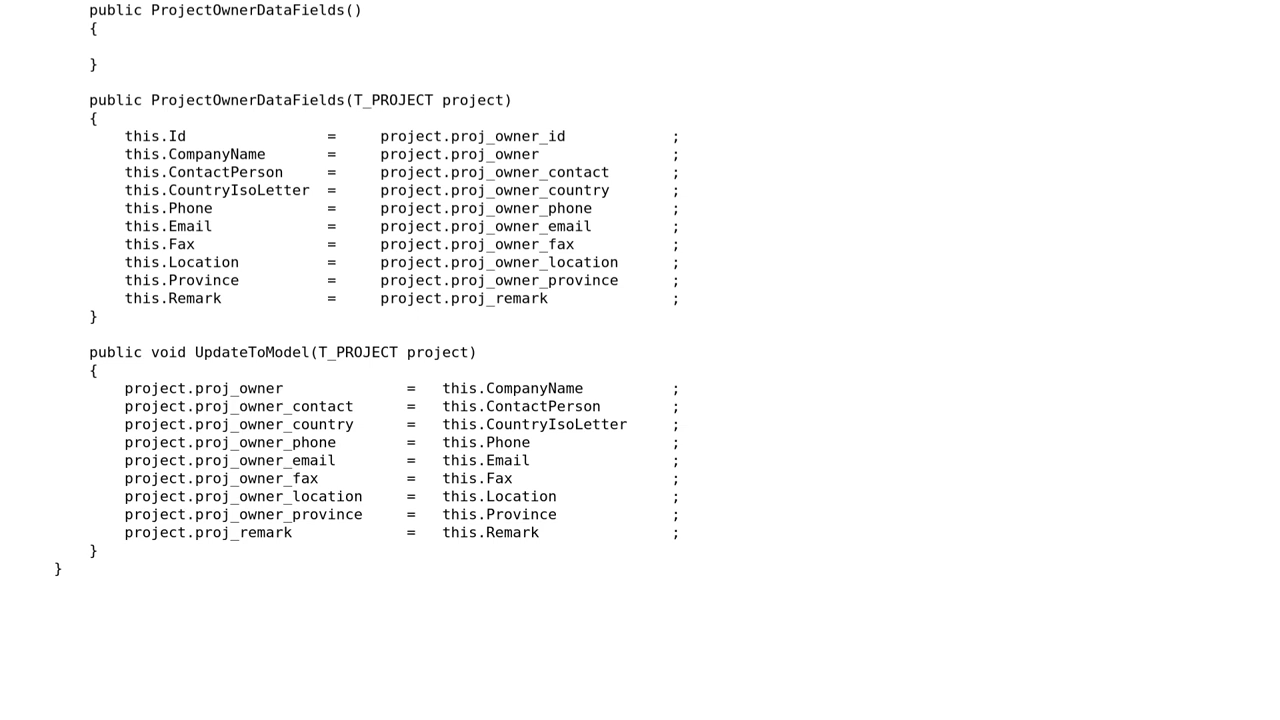 public ProjectOwnerDataFields()
    {

    }

    public ProjectOwnerDataFields(T_PROJECT project)
    {
        this.Id                =     project.proj_owner_id            ;
        this.CompanyName       =     project.proj_owner               ;
        this.ContactPerson     =     project.proj_owner_contact       ;
        this.CountryIsoLetter  =     project.proj_owner_country       ;
        this.Phone             =     project.proj_owner_phone         ;
        this.Email             =     project.proj_owner_email         ;
        this.Fax               =     project.proj_owner_fax           ;
        this.Location          =     project.proj_owner_location      ;
        this.Province          =     project.proj_owner_province      ;
        this.Remark            =     project.proj_remark              ;
    }

    public void UpdateToModel(T_PROJECT project)
    {
        project.proj_owner              =   this.CompanyName          ;
        project.proj_owner_contact      =   this.ContactPerson        ;
        project.proj_owner_country      =   this.CountryIsoLetter     ;
        project.proj_owner_phone        =   this.Phone                ;
        project.proj_owner_email        =   this.Email                ;
        project.proj_owner_fax          =   this.Fax                  ;
        project.proj_owner_location     =   this.Location             ;
        project.proj_owner_province     =   this.Province             ;
        project.proj_remark             =   this.Remark               ;
    }
}